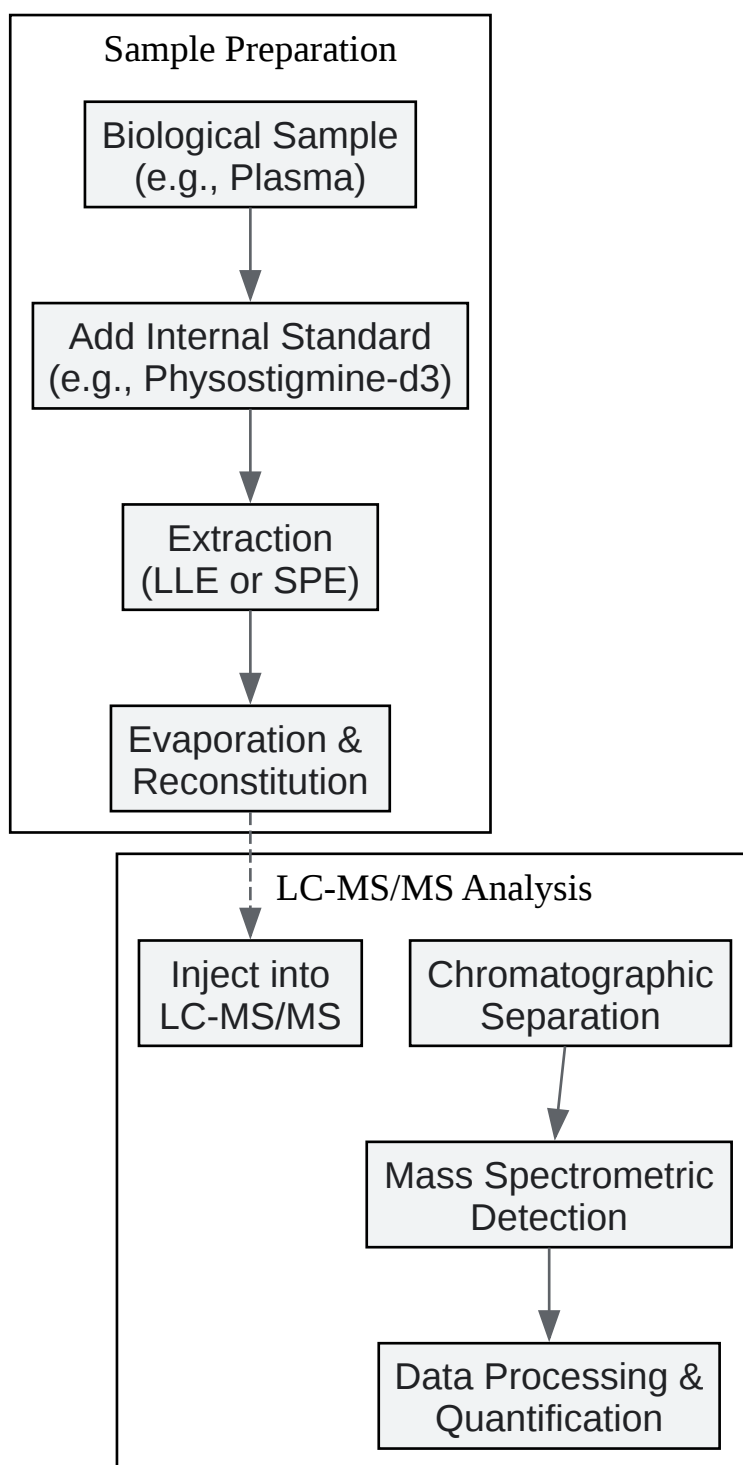 Sample Preparation
Biological Sample
(e.g., Plasma)
Add Internal Standard
(e.g., Physostigmine-d3)
Extraction
(LLE or SPE)
Evaporation &
Reconstitution
LC-MS/MS Analysis
Inject into
LC-MS/MS
Chromatographic
Separation
Mass Spectrometric
Detection
Data Processing &
Quantification